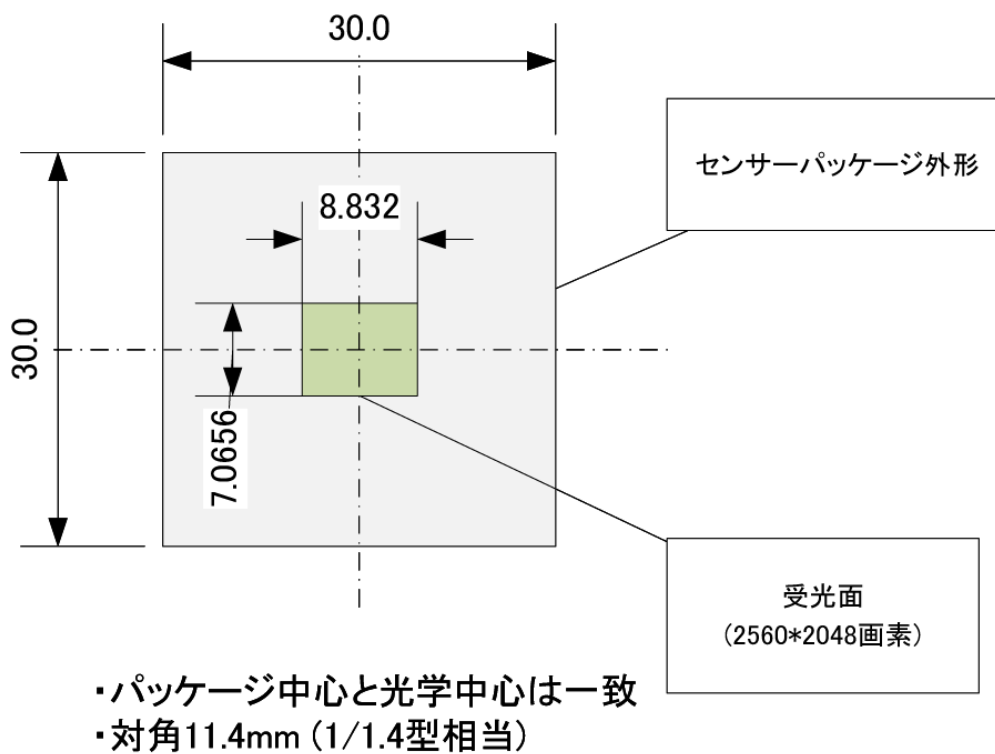 30.0
センサーパッケージ外形
8.832
30.0
7.0656
受光面
(2560*2048画素)
・パッケージ中心と光学中心は一致
・対角11.4mm (1/1.4型相当)